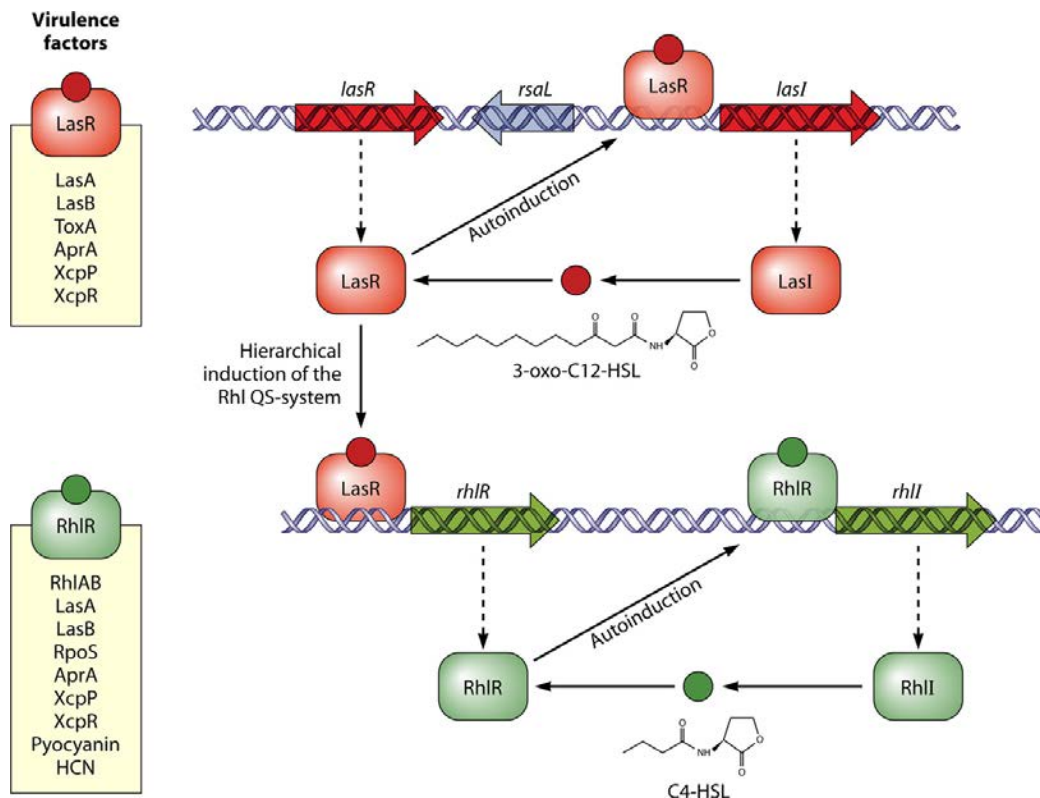 Virulence
factors
LasR
LasA
LasB
ToxA
AprA
XcpP
XcpR
lasR
rsaL
LasR
lasI
Autoinduction
LasR
LasI
O
O
NH
O
O
3-oxo-C12-HSL
Hierarchical
induction of the
Rhl QS-system
RhlR
RhlAB
LasA
LasB
RpoS
AprA
XcpP
XcpR
Pyocyanin
HCN
LasR
rhlR
RhlR
rhlI
Autoinduction
RhlR
RhlI
O
NH
O
O
C4-HSL